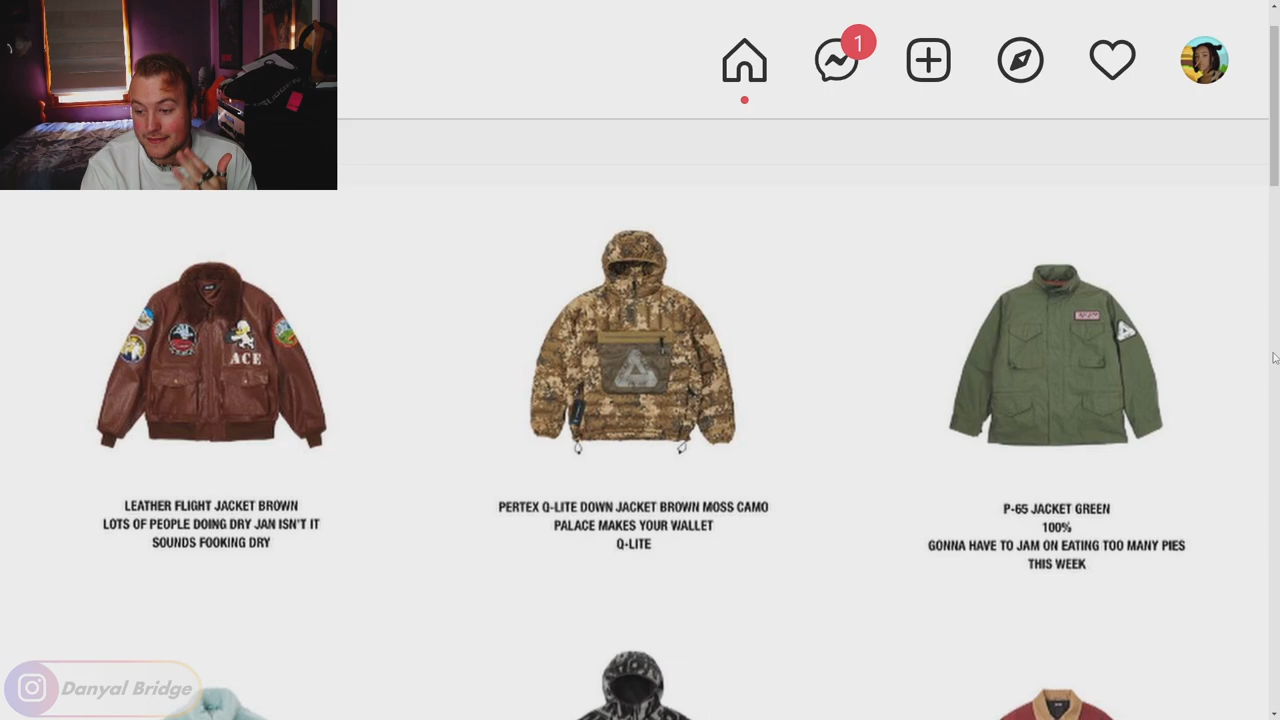 1
ACE
LEATHER FLIGHT JACKET BROWN
LOTS OF PEOPLE DOING DRY JAN ISN'T IT
SOUNDS FOOKING DRY
PERTEX Q-LITE DOWN JACKET BROWN MOSS CAMO
PALACE MAKES YOUR WALLET
Q-LITE
P-65 JACKET GREEN
100%
GONNA HAVE TO JAM ON EATING TOO MANY PIES
THIS WEEK
Danyal Bridge